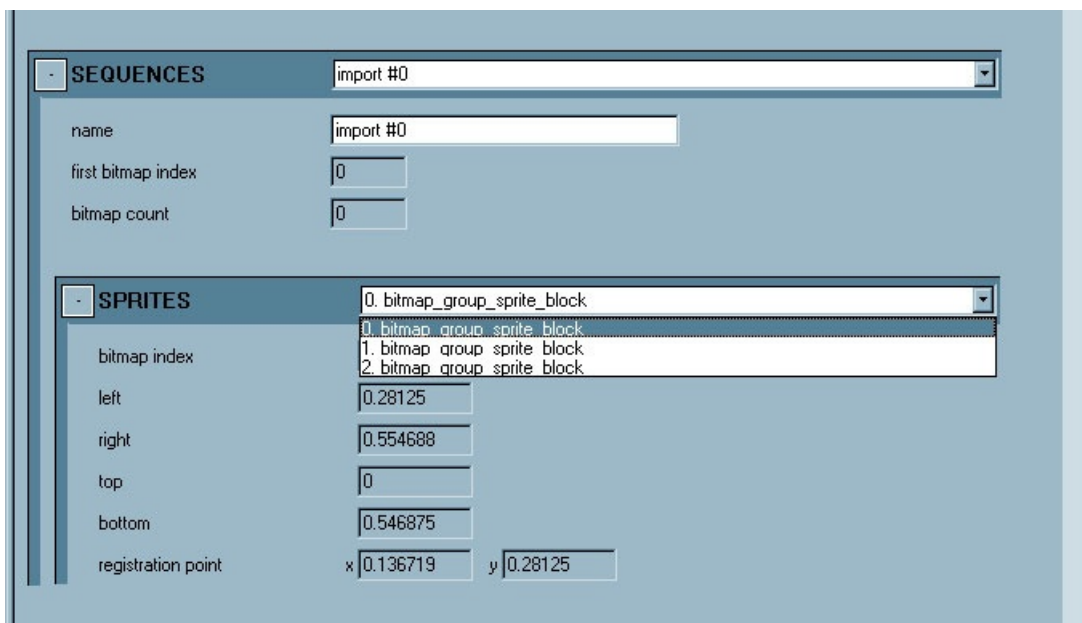 - SEQUENCES import #0
name import #0
first bitmap index 0
bitmap count 0
- SPRITES 0. bitmap_group_sprite_block
0. bitmap_group_sprite_block
1. bitmap_group_sprite_block
bitmap index
2. bitmap_group_sprite_block
left 0.28125
right 0.554688
top 0
bottom 0.546875
registration point x 0.136719 y 0.28125